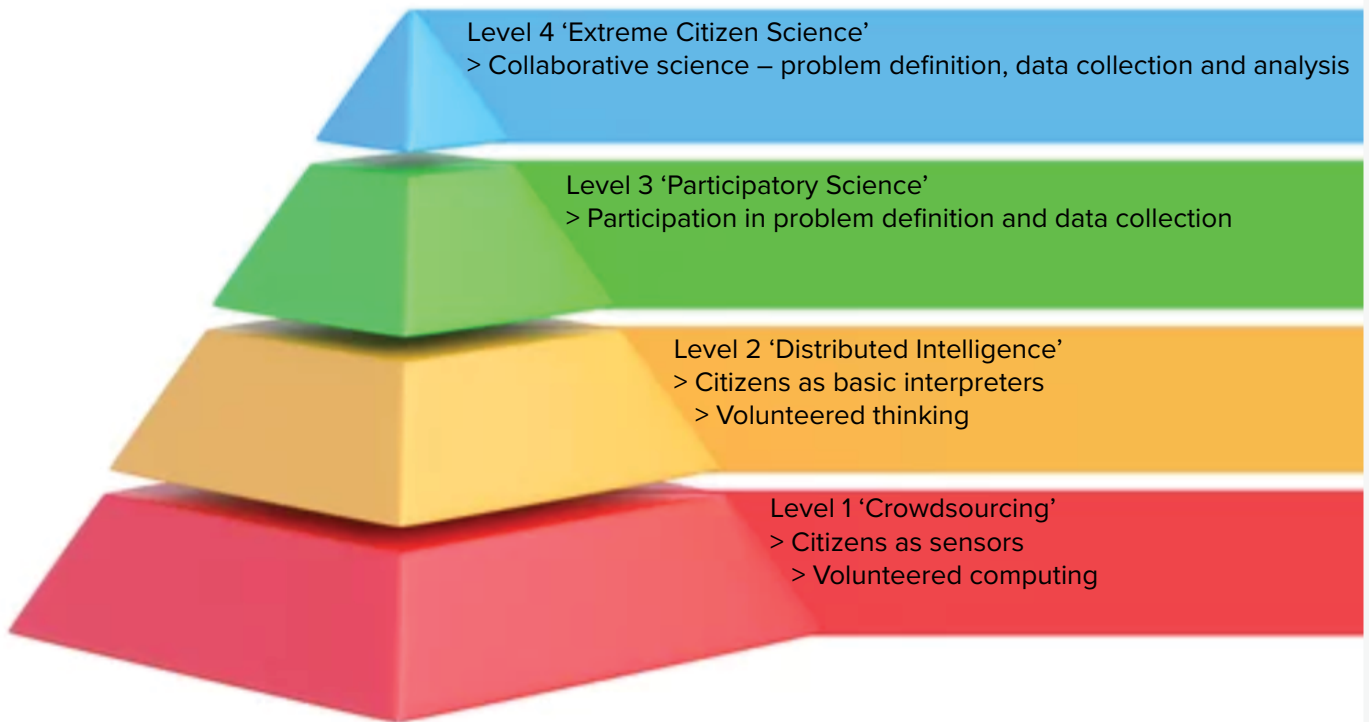 Level 4 ‘Extreme Citizen Science’
> Collaborative science – problem definition, data collection and analysis
Level 3 ‘Participatory Science’
> Participation in problem definition and data collection
Level 2 ‘Distributed Intelligence’
> Citizens as basic interpreters
> Volunteered thinking
Level 1 ‘Crowdsourcing’
> Citizens as sensors
> Volunteered computing